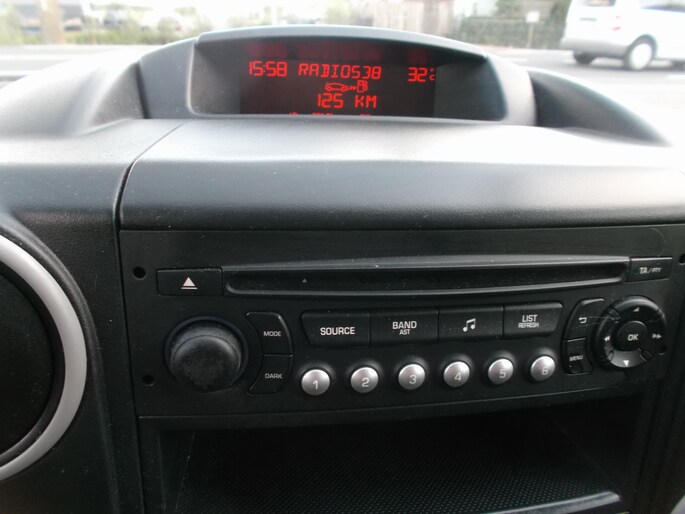 15:58 RADIO538 32°C
125 KM
TA / PTY
MODE
SOURCE
BAND
AST
LIST
REFRESH
OK
DARK
MENU
1 2 3 4 5 6